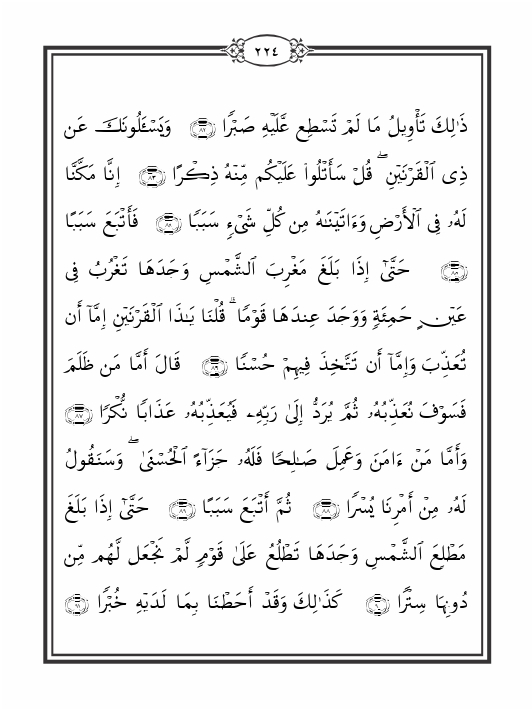 ٢٢٤
ذَٰلِكَ تَأْوِيلُ مَا لَمْ تَسْطِع عَّلَيْهِ صَبْرًا ٨٢ وَيَسْـَٔلُونَكَ عَن
ذِى ٱلْقَرْنَيْنِ ۖ قُلْ سَأَتْلُوا۟ عَلَيْكُم مِّنْهُ ذِكْرًا ٨٣ إِنَّا مَكَّنَّا
لَهُۥ فِى ٱلْأَرْضِ وَءَاتَيْنَٰهُ مِن كُلِّ شَىْءٍ سَبَبًا ٨٤ فَأَتْبَعَ سَبَبًا
٨٥ حَتَّىٰٓ إِذَا بَلَغَ مَغْرِبَ ٱلشَّمْسِ وَجَدَهَا تَغْرُبُ فِى
عَيْنٍ حَمِئَةٍ وَوَجَدَ عِندَهَا قَوْمًا ۗ قُلْنَا يَٰذَا ٱلْقَرْنَيْنِ إِمَّآ أَن
تُعَذِّبَ وَإِمَّآ أَن تَتَّخِذَ فِيهِمْ حُسْنًا ٨٦ قَالَ أَمَّا مَن ظَلَمَ
فَسَوْفَ نُعَذِّبُهُۥ ثُمَّ يُرَدُّ إِلَىٰ رَبِّهِۦ فَيُعَذِّبُهُۥ عَذَابًا نُّكْرًا ٨٧
وَأَمَّا مَنْ ءَامَنَ وَعَمِلَ صَٰلِحًا فَلَهُۥ جَزَآءً ٱلْحُسْنَىٰ ۖ وَسَنَقُولُ
لَهُۥ مِنْ أَمْرِنَا يُسْرًا ٨٨ ثُمَّ أَتْبَعَ سَبَبًا ٨٩ حَتَّىٰٓ إِذَا بَلَغَ
مَطْلِعَ ٱلشَّمْسِ وَجَدَهَا تَطْلُعُ عَلَىٰ قَوْمٍ لَّمْ نَجْعَل لَّهُم مِّن
دُونِهَا سِتْرًا ٩٠ كَذَٰلِكَ وَقَدْ أَحَطْنَا بِمَا لَدَيْهِ خُبْرًا ٩١